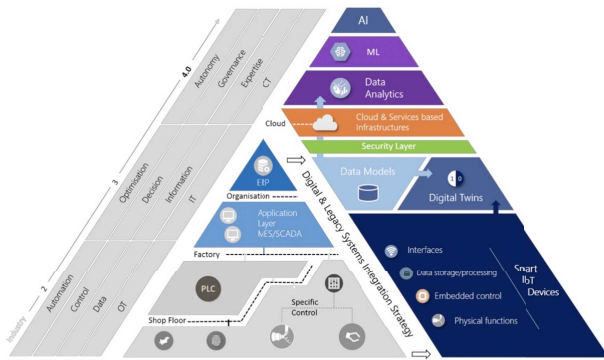 AI
ML
Data
Analytics
Cloud
Cloud & Services based
Infrastructures
Security Layer
Data Models
Digital Twins
1 0
Interfaces
Data storage/processing
Embedded control
Physical functions
Smart
IoT
Devices
Digital & Legacy Systems Integration Strategy
Organisation
Application
Layer
MES/SCADA
Factory
PLC
Specific
Control
Shop Floor
Industry 2 3 4.0
Autonomy
Governance
Expertise
CT
Optimisation
Decision
Information
IT
Automation
Control
Data
OT